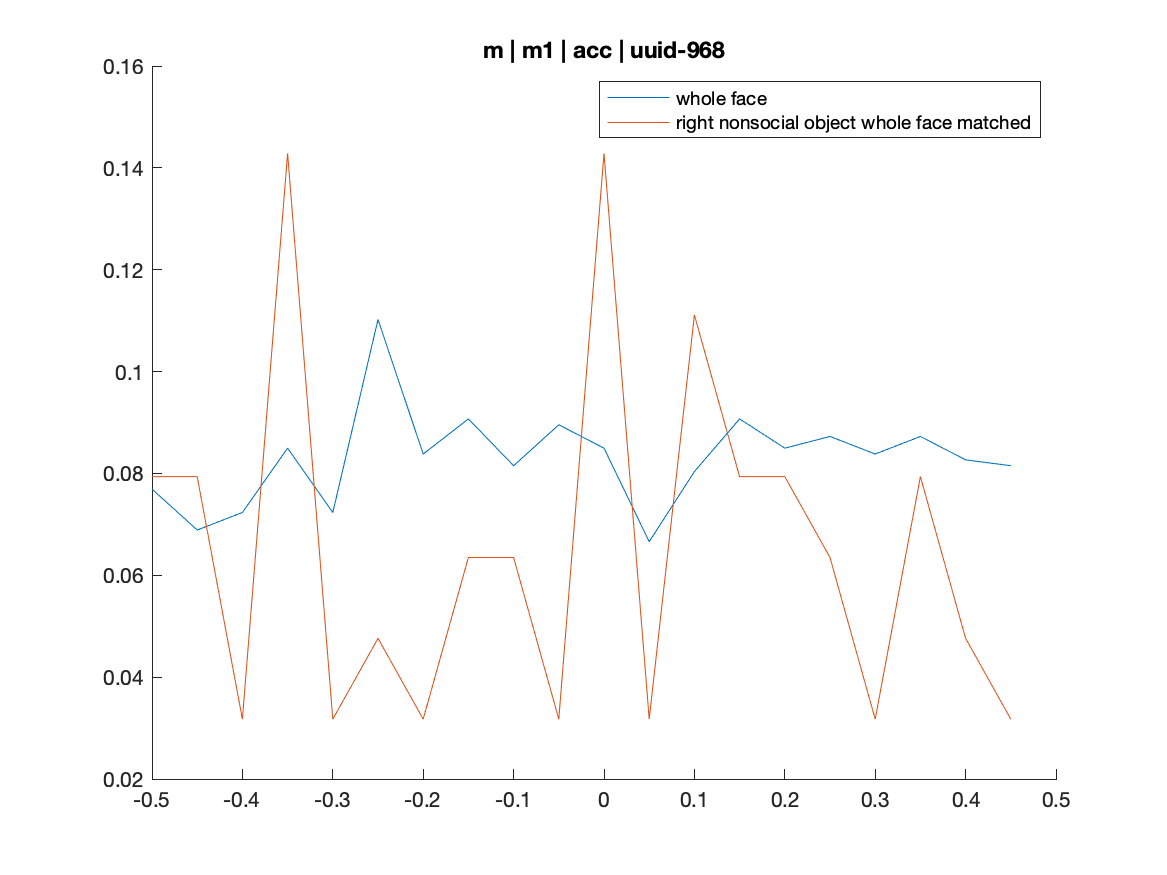 m | m1 | acc | uuid-968
whole face
right nonsocial object whole face matched
0.16
0.14
0.12
0.1
0.08
0.06
0.04
0.02
-0.5 -0.4 -0.3 -0.2 -0.1 0 0.1 0.2 0.3 0.4 0.5